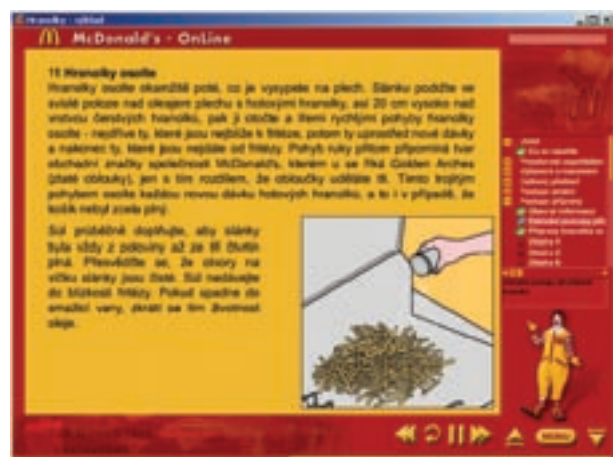 Hranolky - výklad
McDonald's - OnLine
11 Hranolky osolte
Hranolky osolte okamžitě poté, co je vysypete na plech. Slánku podržte ve
svislé poloze nad okrajem plechu s hotovými hranolky, asi 20 cm vysoko nad
vrstvou čerstvých hranolků, pak ji otočte a třemi rychlými pohyby hranolky
osolte - nejdříve ty, které jsou nejblíže k fritéze, potom ty uprostřed nové dávky
a nakonec ty, které jsou nejdále od fritézy. Pohyb ruky přitom připomíná tvar
obchodní značky společnosti McDonald's, kterém u se říká Golden Arches
(zlaté oblouky), jen s tím rozdílem, že obloučky uděláte tři. Tímto trojitým
pohybem osolte každou novou dávku hotových hranolků, a to i v případě, že
košík nebyl zcela plný.
Sůl průběžně doplňujte, aby slánky
byla vždy z poloviny až ze tří čtvrtin
plná. Přesvědčte se, že otvory na
víčku slánky jsou čisté. Sůl nedávejte
do blízkosti fritézy. Pokud spadne do
smažicí vany, zkrátí se tím životnost
oleje.
MENU